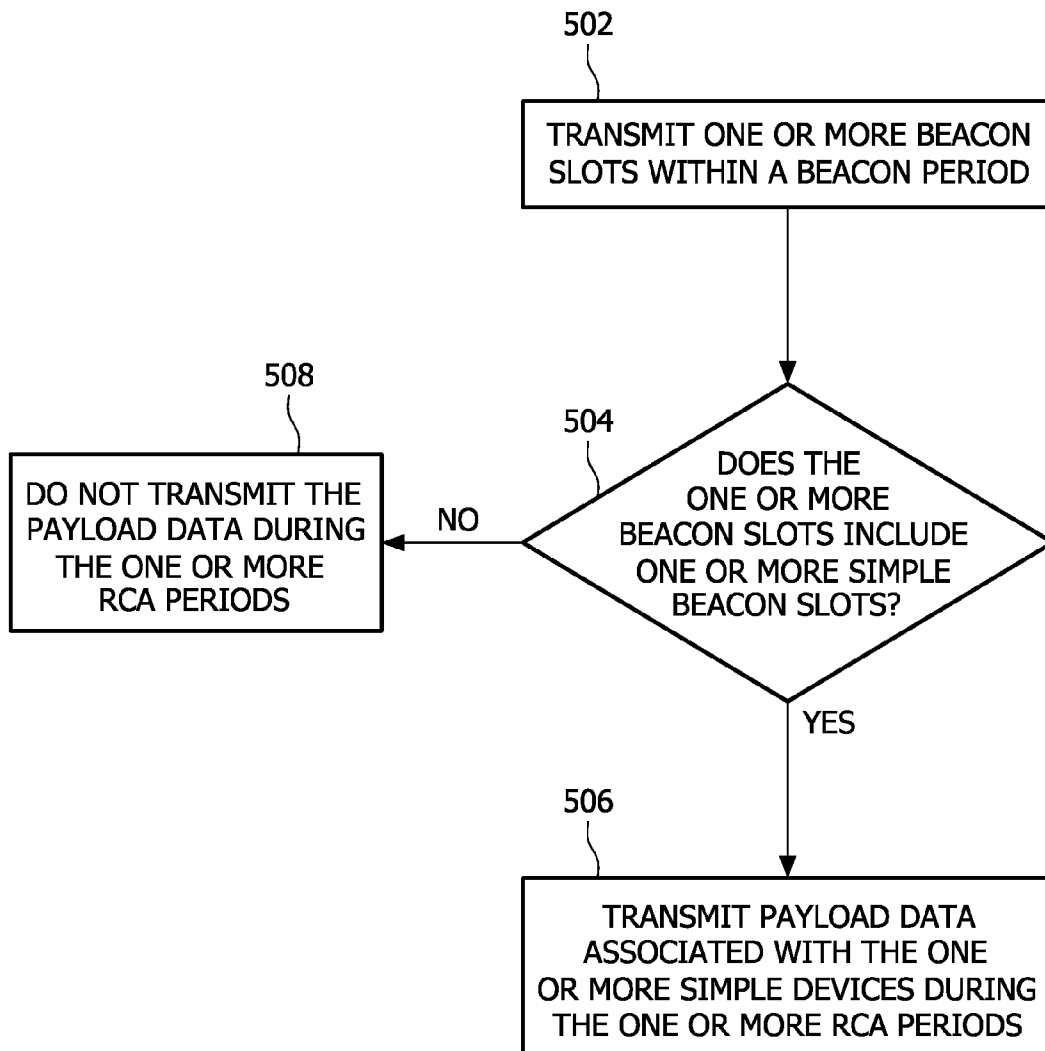 502
TRANSMIT ONE OR MORE BEACON
SLOTS WITHIN A BEACON PERIOD
504
DOES THE
ONE OR MORE
BEACON SLOTS INCLUDE
ONE OR MORE SIMPLE
BEACON SLOTS?
NO
508
DO NOT TRANSMIT THE
PAYLOAD DATA DURING
THE ONE OR MORE
RCA PERIODS
YES
506
TRANSMIT PAYLOAD DATA
ASSOCIATED WITH THE ONE
OR MORE SIMPLE DEVICES DURING
THE ONE OR MORE RCA PERIODS